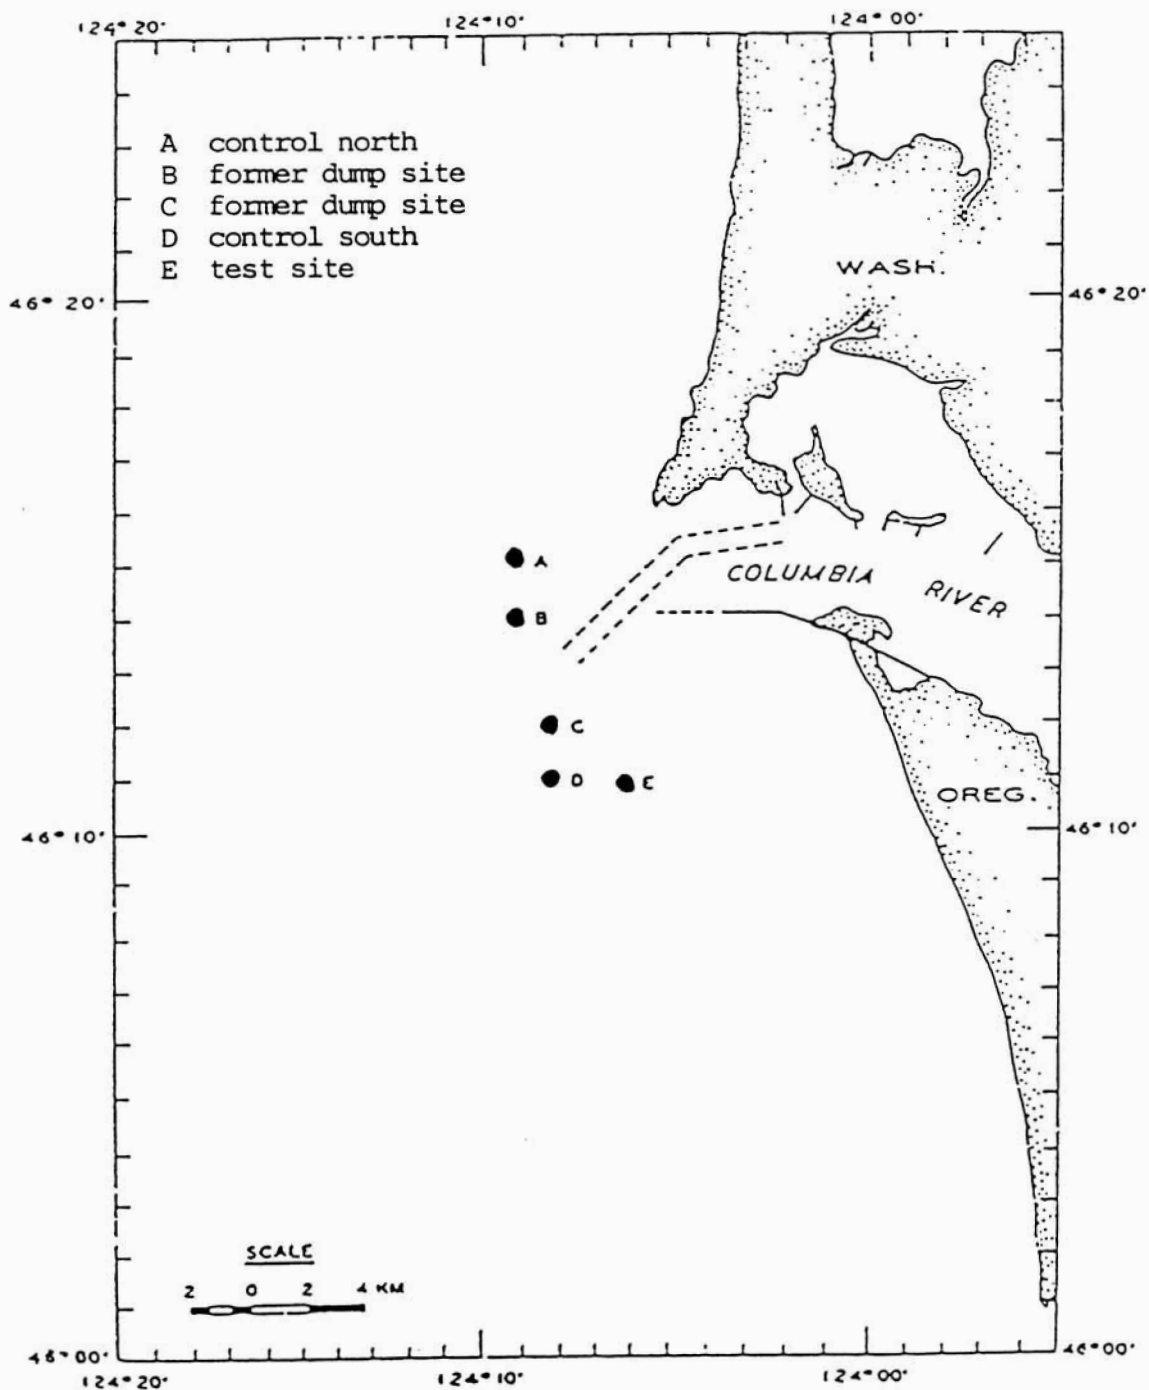 124° 20'
124° 10'
124° 00'
A control north
B former dump site
C former dump site
D control south
E test site
WASH.
46° 20'
46° 20'
A
COLUMBIA
RIVER
B
C
D
E
OREG.
46° 10'
46° 10'
SCALE
2 0 2 4 KM
46° 00'
46° 00'
124° 20'
124° 10'
124° 00'